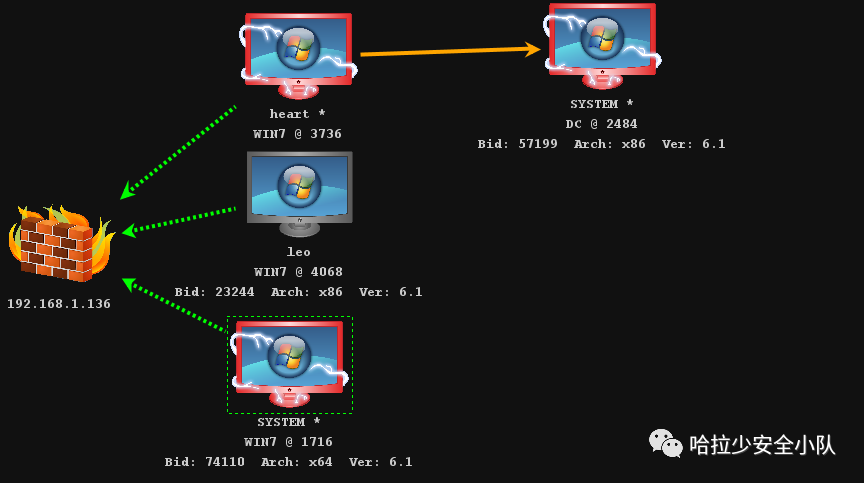 heart *
WIN7 @ 3736
SYSTEM *
DC @ 2484
Bid: 57199 Arch: x86 Ver: 6.1
leo
WIN7 @ 4068
Bid: 23244 Arch: x86 Ver: 6.1
192.168.1.136
SYSTEM *
WIN7 @ 1716
Bid: 74110 Arch: x64 Ver: 6.1
哈拉少安全小队